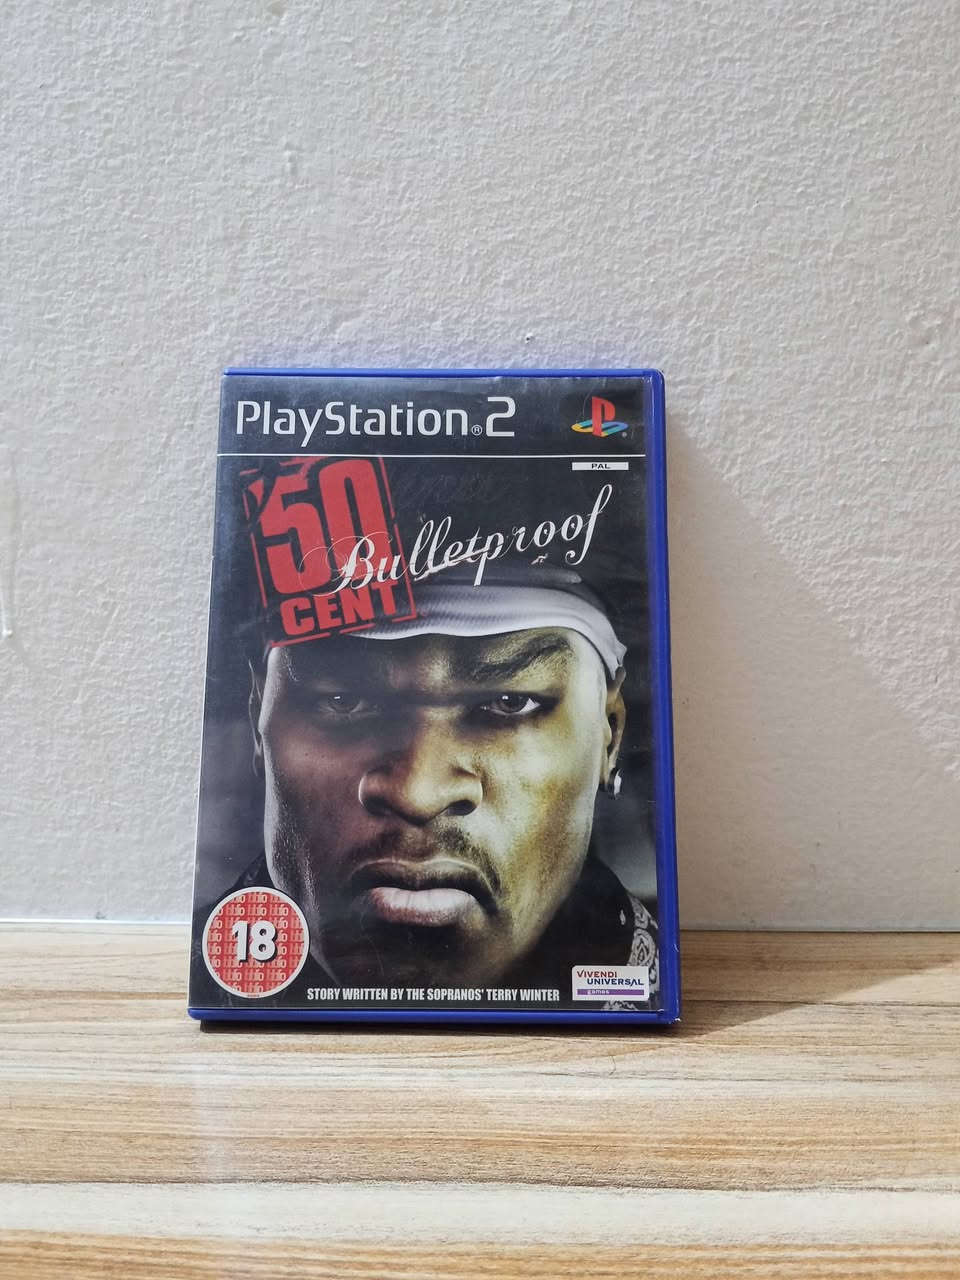 PlayStation®2
PAL
50
CENT
Bulletproof
18
STORY WRITTEN BY THE SOPRANOS' TERRY WINTER
VIVENDI
UNIVERSAL
games